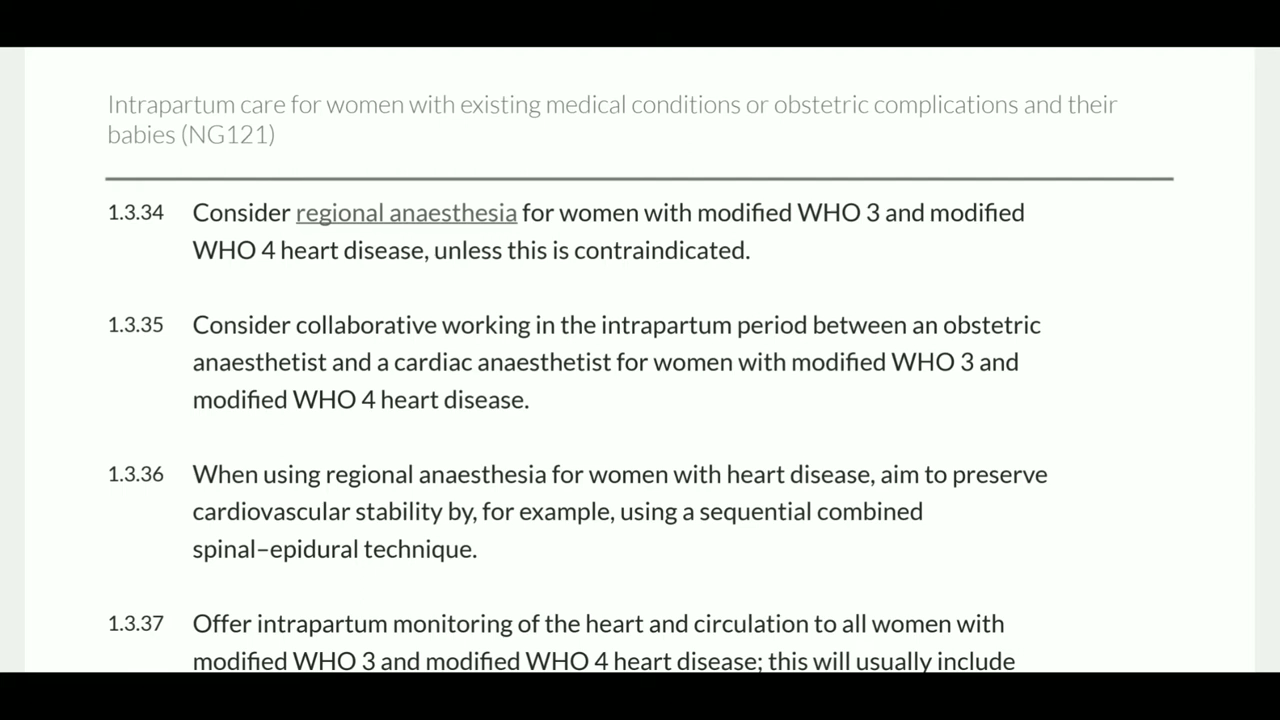 Intrapartum care for women with existing medical conditions or obstetric complications and their
babies (NG121)
1.3.34 Consider regional anaesthesia for women with modified WHO 3 and modified
WHO 4 heart disease, unless this is contraindicated.
1.3.35 Consider collaborative working in the intrapartum period between an obstetric
anaesthetist and a cardiac anaesthetist for women with modified WHO 3 and
modified WHO 4 heart disease.
1.3.36 When using regional anaesthesia for women with heart disease, aim to preserve
cardiovascular stability by, for example, using a sequential combined
spinal–epidural technique.
1.3.37 Offer intrapartum monitoring of the heart and circulation to all women with
modified WHO 3 and modified WHO 4 heart disease; this will usually include